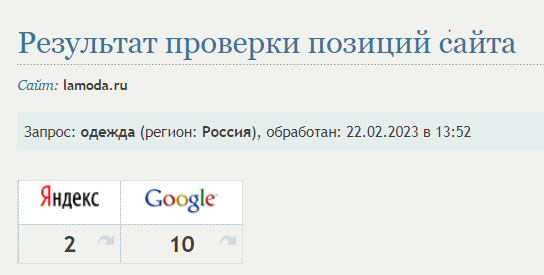 Результат проверки позиций сайта
Сайт: lamoda.ru
Запрос: одежда (регион: Россия), обработан: 22.02.2023 в 13:52
Яндекс Google
2 10